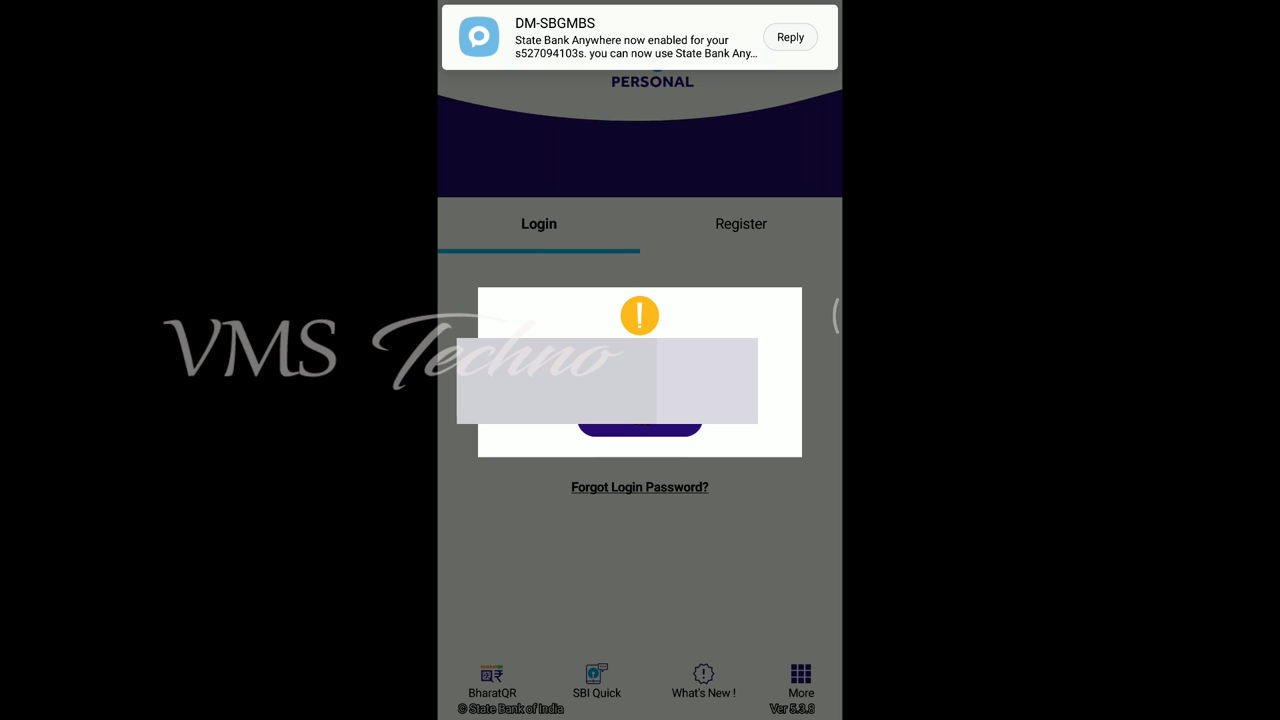 DM-SBGMBS
State Bank Anywhere now enabled for your
s527094103s. you can now use State Bank Any...
Reply
PERSONAL
Login
Register
VMS Techno
Forgot Login Password?
BharatQR
SBI Quick
What's New !
More
© State Bank of India
Ver 5.3.8